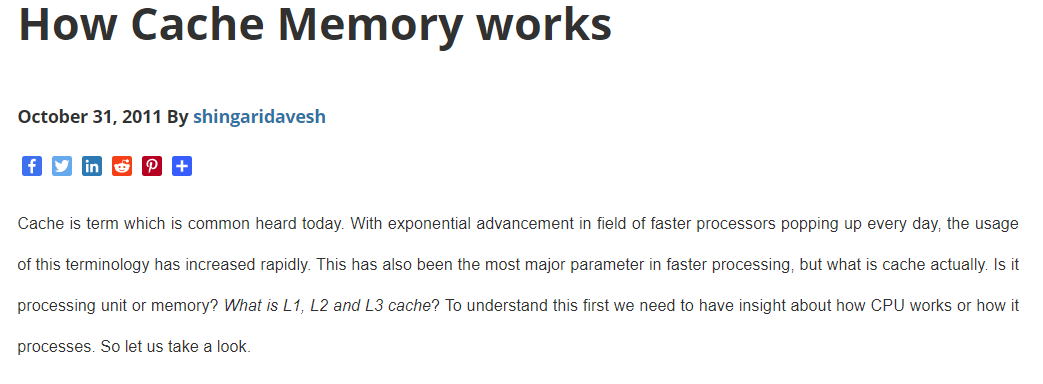 How Cache Memory works
October 31, 2011 By shingaridavesh
Cache is term which is common heard today. With exponential advancement in field of faster processors popping up every day, the usage
of this terminology has increased rapidly. This has also been the most major parameter in faster processing, but what is cache actually. Is it
processing unit or memory? What is L1, L2 and L3 cache? To understand this first we need to have insight about how CPU works or how it
processes. So let us take a look.